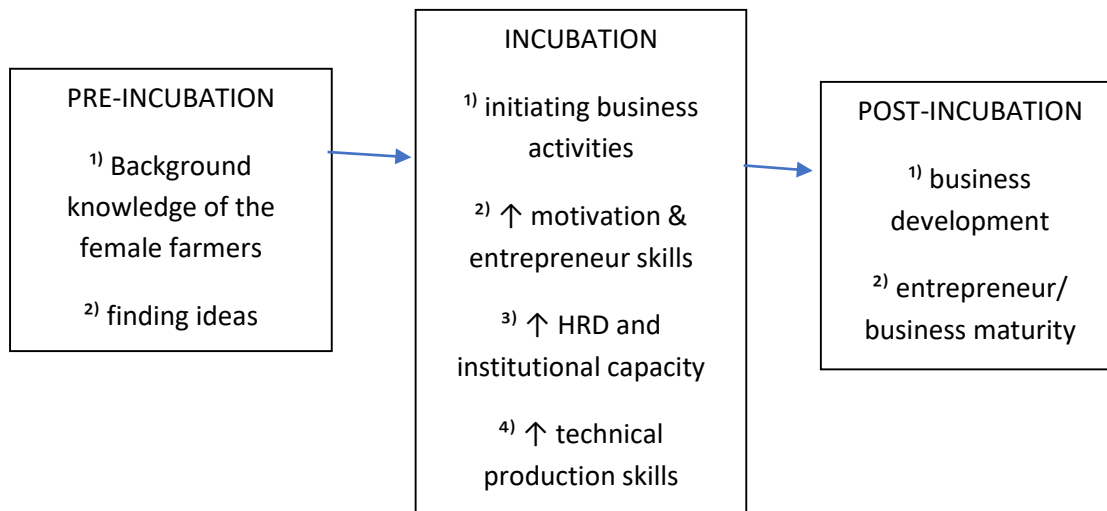 PRE-INCUBATION
¹⁾ Background
knowledge of the
female farmers
²⁾ finding ideas
INCUBATION
¹⁾ initiating business
activities
²⁾ ↑ motivation &
entrepreneur skills
³⁾ ↑ HRD and
institutional capacity
⁴⁾ ↑ technical
production skills
POST-INCUBATION
¹⁾ business
development
²⁾ entrepreneur/
business maturity